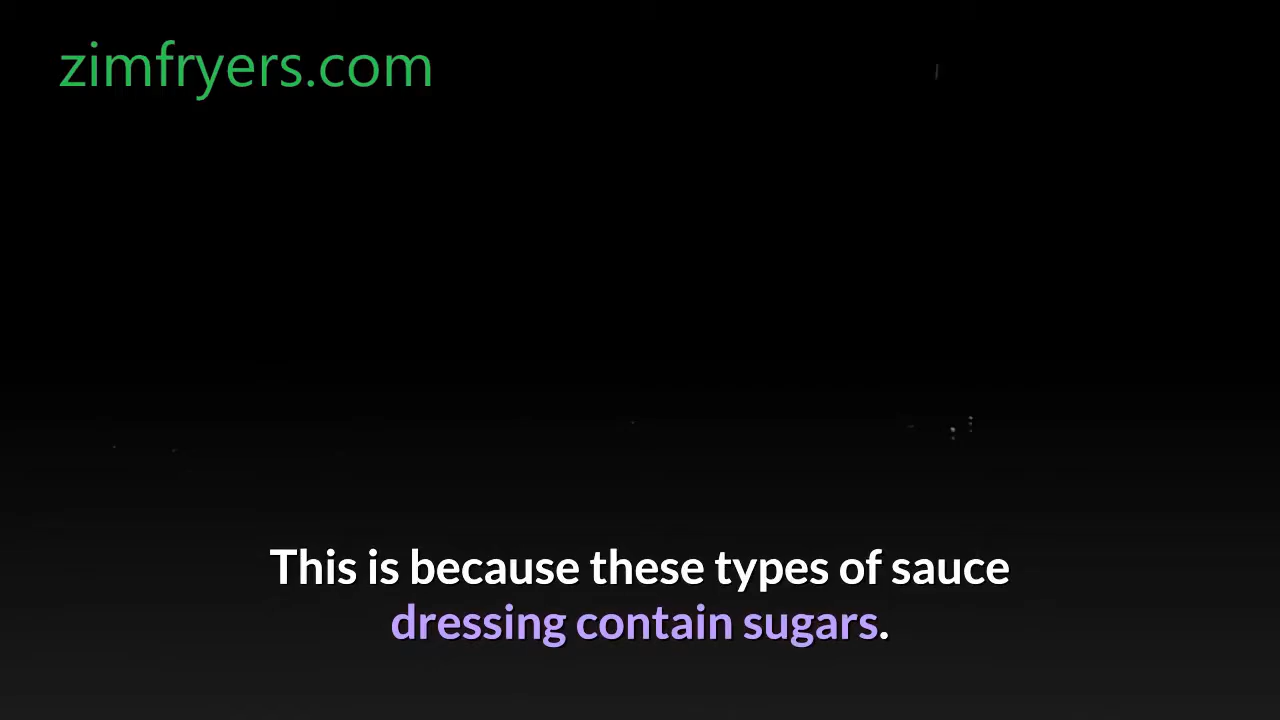 zimfryers.com
This is because these types of sauce
dressing contain sugars.